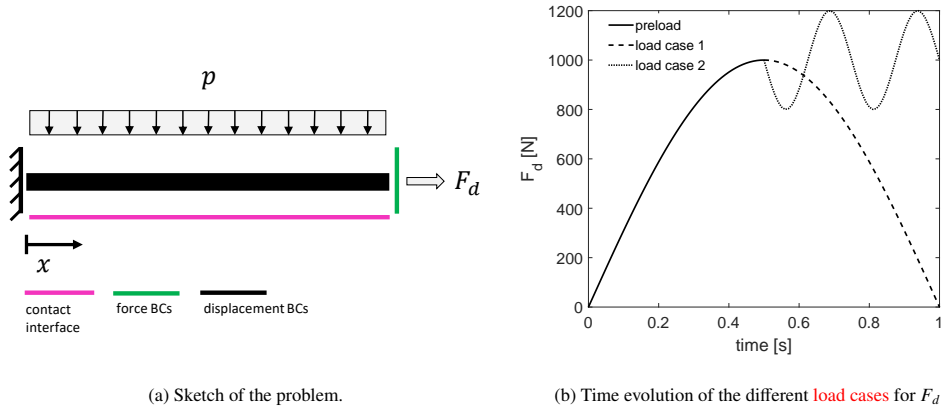 p
F_d
x
contact
interface
force BCs
displacement BCs
(a) Sketch of the problem.
1200
1000
800
600
400
200
0
F_d [N]
preload
load case 1
load case 2
0
0.2
0.4
0.6
0.8
1
time [s]
(b) Time evolution of the different load cases for F_d